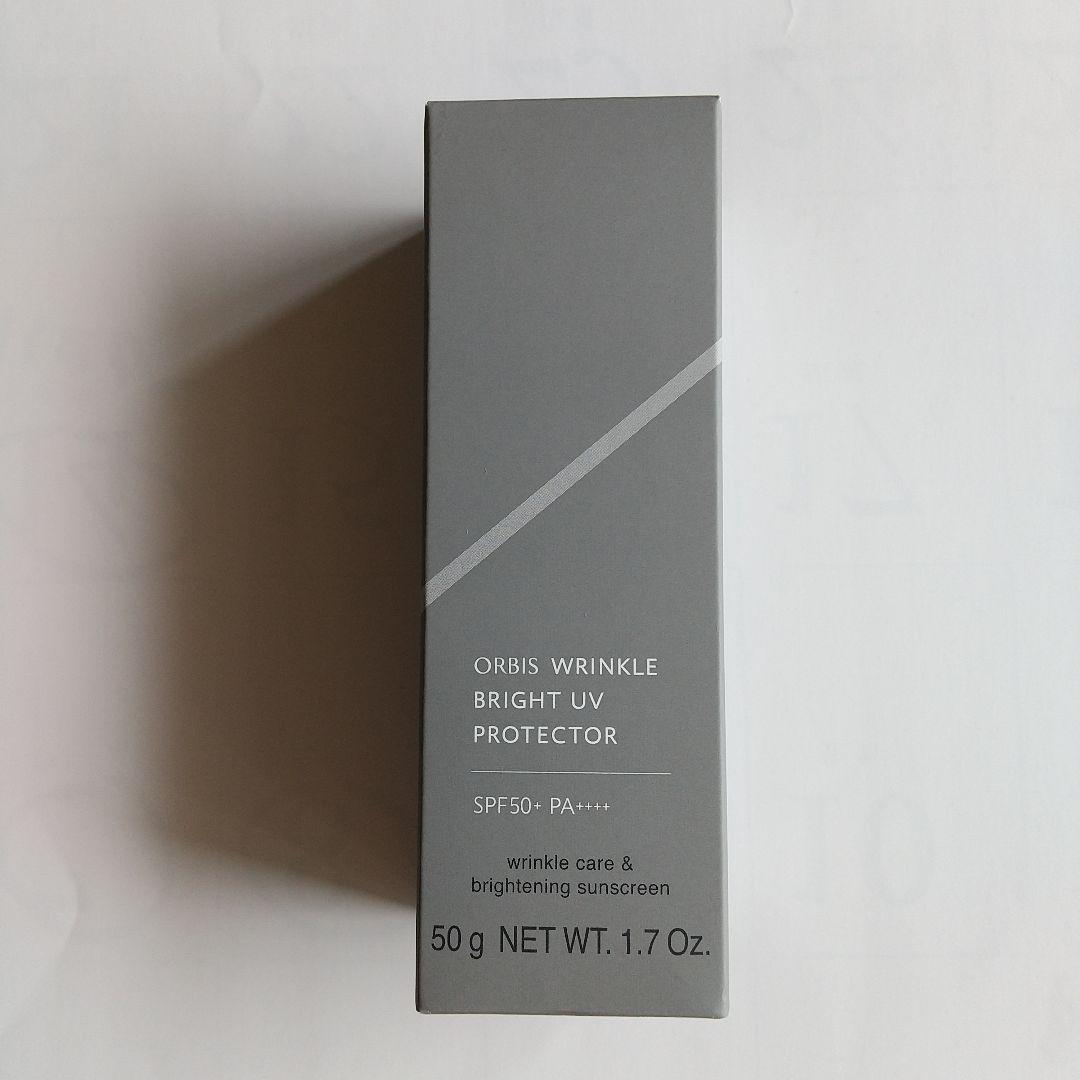 ORBIS WRINKLE
BRIGHT UV
PROTECTOR
SPF50+ PA++++
wrinkle care &
brightening sunscreen
50 g NET WT. 1.7 Oz.